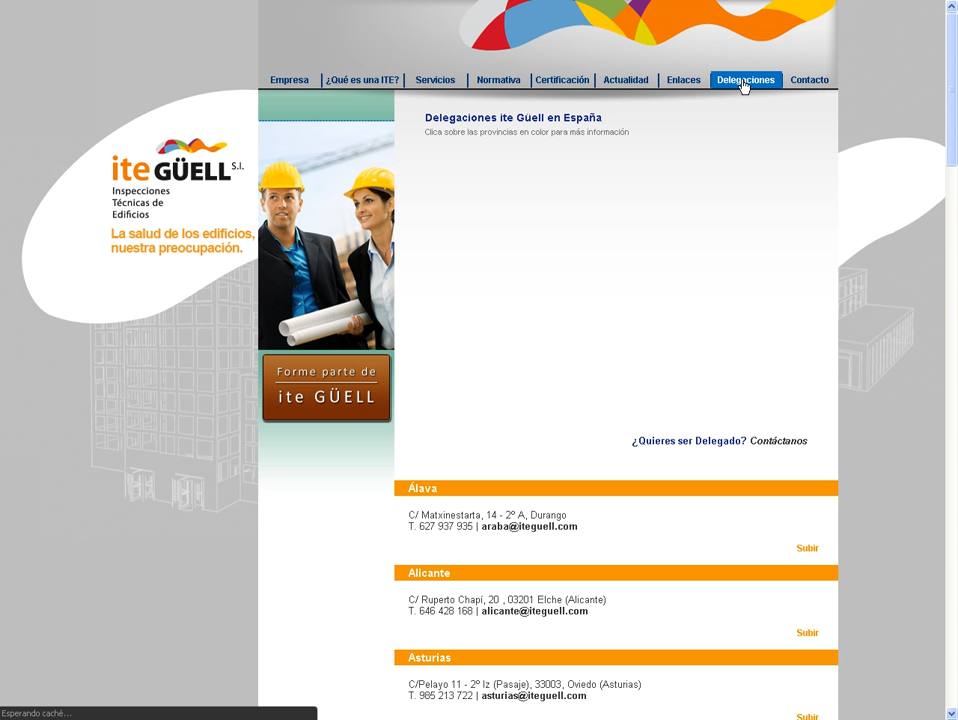 Empresa
¿Qué es una ITE?
Servicios
Normativa
Certificación
Actualidad
Enlaces
Delegaciones
Contacto
ite GÜELL S.l.
Inspecciones
Técnicas de
Edificios
La salud de los edificios,
nuestra preocupación.
Forme parte de
ite GÜELL
Delegaciones ite Güell en España
Clica sobre las provincias en color para más información
¿Quieres ser Delegado? Contáctanos
Álava
C/ Matxinestarta, 14 - 2º A, Durango
T. 627 937 935 | araba@iteguell.com
Subir
Alicante
C/ Ruperto Chapí, 20 , 03201 Elche (Alicante)
T. 646 428 168 | alicante@iteguell.com
Subir
Asturias
C/Pelayo 11 - 2º Iz (Pasaje), 33003, Oviedo (Asturias)
T. 985 213 722 | asturias@iteguell.com
Subir
Esperando caché...